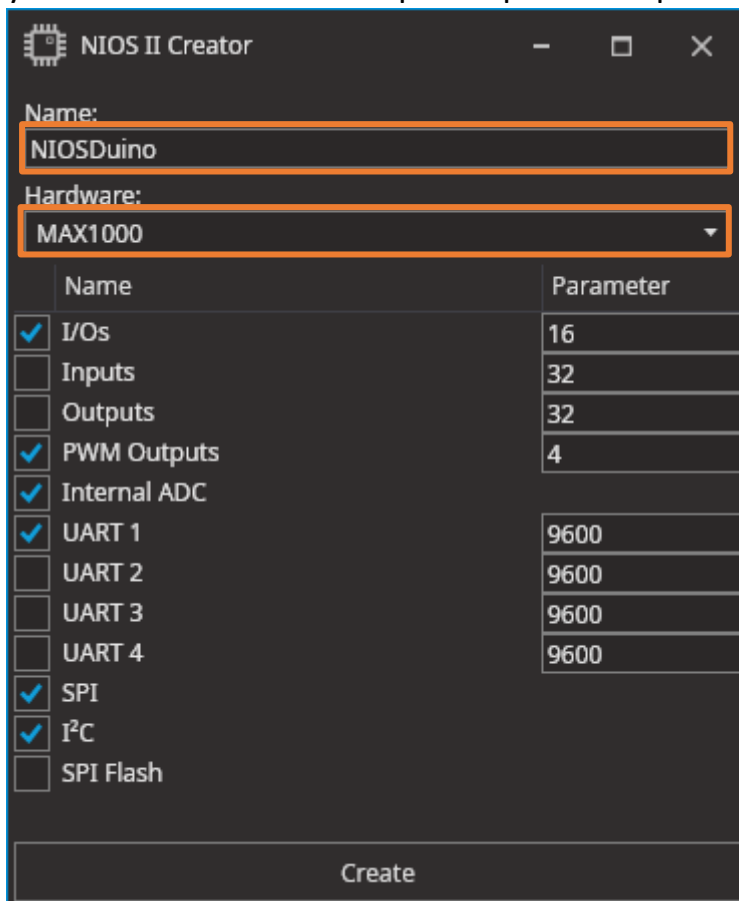 NIOS II Creator
Name:
NIOSDuino
Hardware:
MAX1000
Name Parameter
I/Os 16
Inputs 32
Outputs 32
PWM Outputs 4
Internal ADC
UART 1 9600
UART 2 9600
UART 3 9600
UART 4 9600
SPI
I²C
SPI Flash
Create